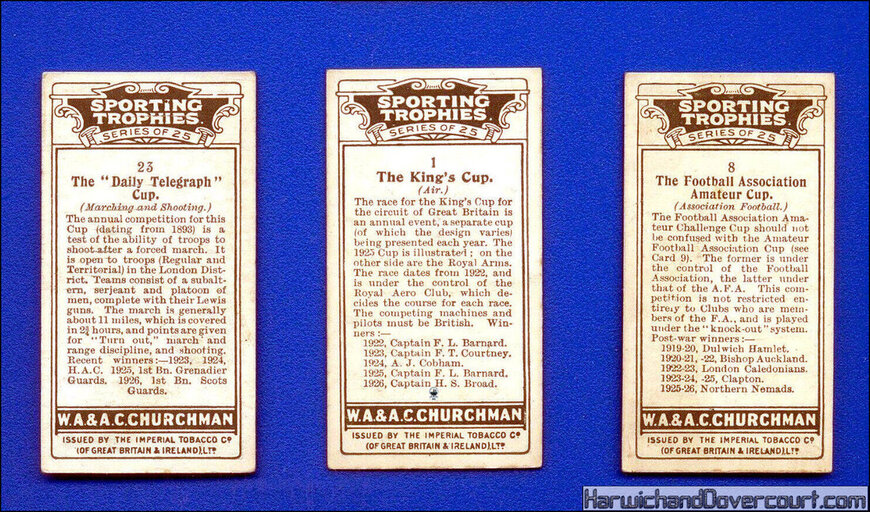 SPORTING
TROPHIES.
SERIES OF 25
23
The "Daily Telegraph"
Cup.
(Marching and Shooting.)
The annual competition for this
Cup (dating from 1893) is a
test of the ability of troops to
shoot after a forced march. It
is open to troops (Regular and
Territorial) in the London Dist-
rict. Teams consist of a subalt-
ern, serjeant and platoon of
men, complete with their Lewis
guns. The march is generally
about 11 miles, which is covered
in 2¾ hours, and points are given
for "Turn out," march and
range discipline, and shooting.
Recent winners:—1923, 1924,
H.A.C. 1925, 1st Bn. Grenadier
Guards. 1926, 1st Bn. Scots
Guards.
W.A.& A.C.CHURCHMAN
ISSUED BY THE IMPERIAL TOBACCO Co
(OF GREAT BRITAIN & IRELAND), LTD.
SPORTING
TROPHIES.
SERIES OF 25
1
The King's Cup.
(Air.)
The race for the King's Cup for
the circuit of Great Britain is
an annual event, a separate cup
(of which the design varies)
being presented each year. The
1925 Cup is illustrated; on the
other side are the Royal Arms.
The race dates from 1922, and
is under the control of the
Royal Aero Club, which de-
cides the course for each race.
The competing machines and
pilots must be British. Win-
ners:—
1922, Captain F. L. Barnard.
1923, Captain F. T. Courtney.
1924, A. J. Cobham.
1925, Captain F. L. Barnard.
1926, Captain H. S. Broad.
W.A.& A.C.CHURCHMAN
ISSUED BY THE IMPERIAL TOBACCO Co
(OF GREAT BRITAIN & IRELAND), LTD.
SPORTING
TROPHIES.
SERIES OF 25
8
The Football Association
Amateur Cup.
(Association Football.)
The Football Association Ama-
teur Challenge Cup should not
be confused with the Amateur
Football Association Cup (see
Card 9). The former is under
the control of the Football
Association, the latter under
that of the A.F.A. This com-
petition is not restricted en-
tirely to Clubs who are mem-
bers of the F.A., and is played
under the "knock-out" system.
Post-war winners:—
1919-20, Dulwich Hamlet.
1920-21, -22, Bishop Auckland.
1922-23, London Caledonians.
1923-24, -25, Clapton.
1925-26, Northern Nemads.
W.A.& A.C.CHURCHMAN
ISSUED BY THE IMPERIAL TOBACCO Co
(OF GREAT BRITAIN & IRELAND), LTD.
HarwichandDovercourt.com